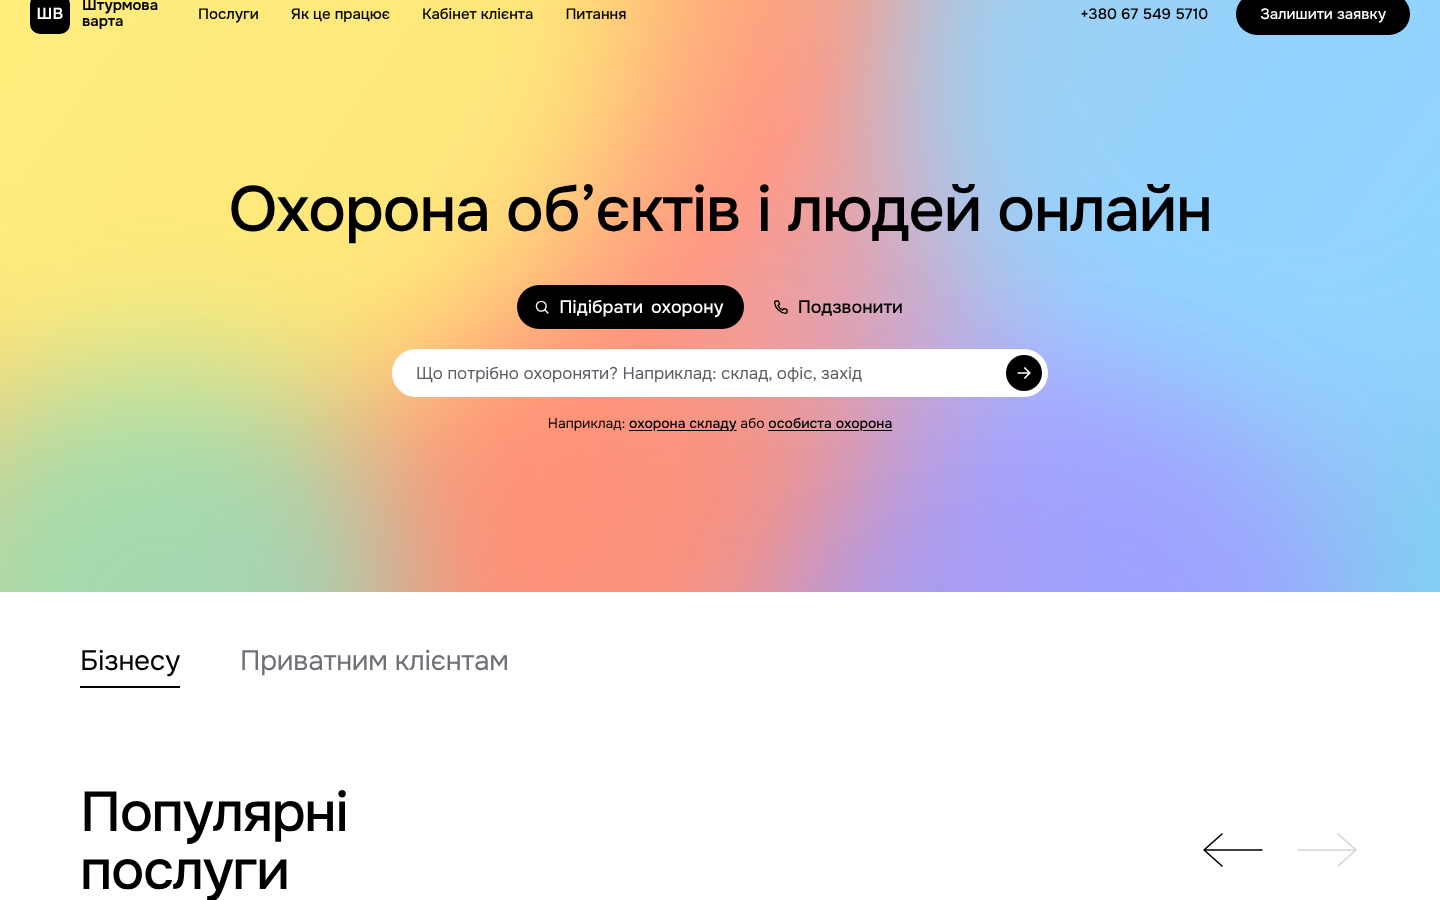 ШВ
Штурмова
варта
Послуги
Як це працює
Кабінет клієнта
Питання
+380 67 549 5710
Залишити заявку
Охорона об’єктів і людей онлайн
Підібрати охорону
Подзвонити
Що потрібно охороняти? Наприклад: склад, офіс, захід
Наприклад: охорона складу або особиста охорона
Бізнесу
Приватним клієнтам
Популярні
послуги